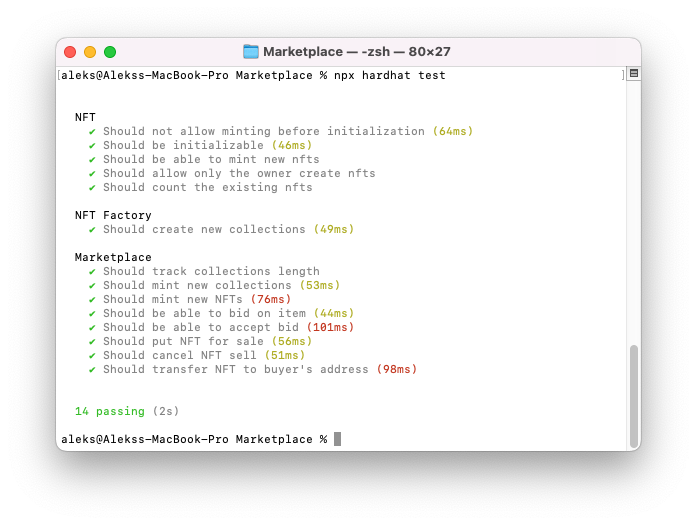 Marketplace — -zsh — 80×27
[aleks@Alekss-MacBook-Pro Marketplace % npx hardhat test ]
NFT
✔ Should not allow minting before initialization (64ms)
✔ Should be initializable (46ms)
✔ Should be able to mint new nfts
✔ Should allow only the owner create nfts
✔ Should count the existing nfts
NFT Factory
✔ Should create new collections (49ms)
Marketplace
✔ Should track collections length
✔ Should mint new collections (53ms)
✔ Should mint new NFTs (76ms)
✔ Should be able to bid on item (44ms)
✔ Should be able to accept bid (101ms)
✔ Should put NFT for sale (56ms)
✔ Should cancel NFT sell (51ms)
✔ Should transfer NFT to buyer's address (98ms)
14 passing (2s)
aleks@Alekss-MacBook-Pro Marketplace %